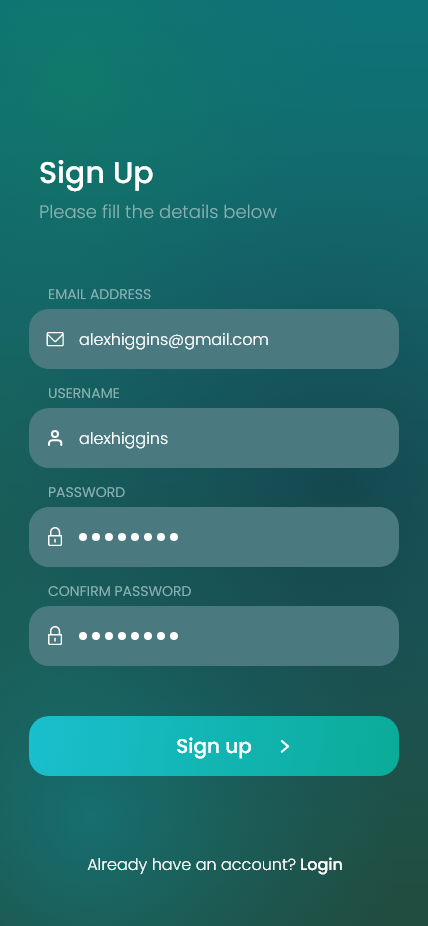 Sign Up
Please fill the details below
EMAIL ADDRESS
alexhiggins@gmail.com
USERNAME
alexhiggins
PASSWORD
••••••••
CONFIRM PASSWORD
••••••••
Sign up
Already have an account? Login